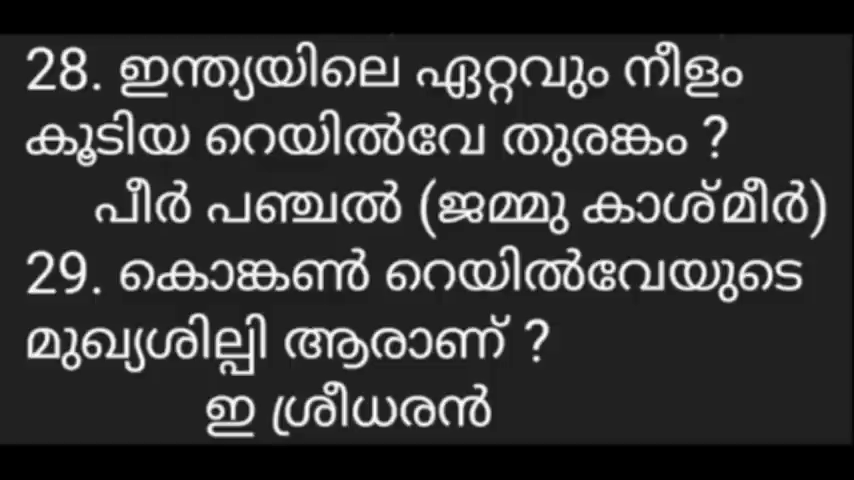 28. ഇന്ത്യയിലെ ഏറ്റവും നീളം
കൂടിയ റെയിൽവേ തുരങ്കം ?
പീർ പഞ്ചൽ (ജമ്മു കാശ്മീർ)
29. കൊങ്കൺ റെയിൽവേയുടെ
മുഖ്യശില്പി ആരാണ് ?
ഇ ശ്രീധരൻ